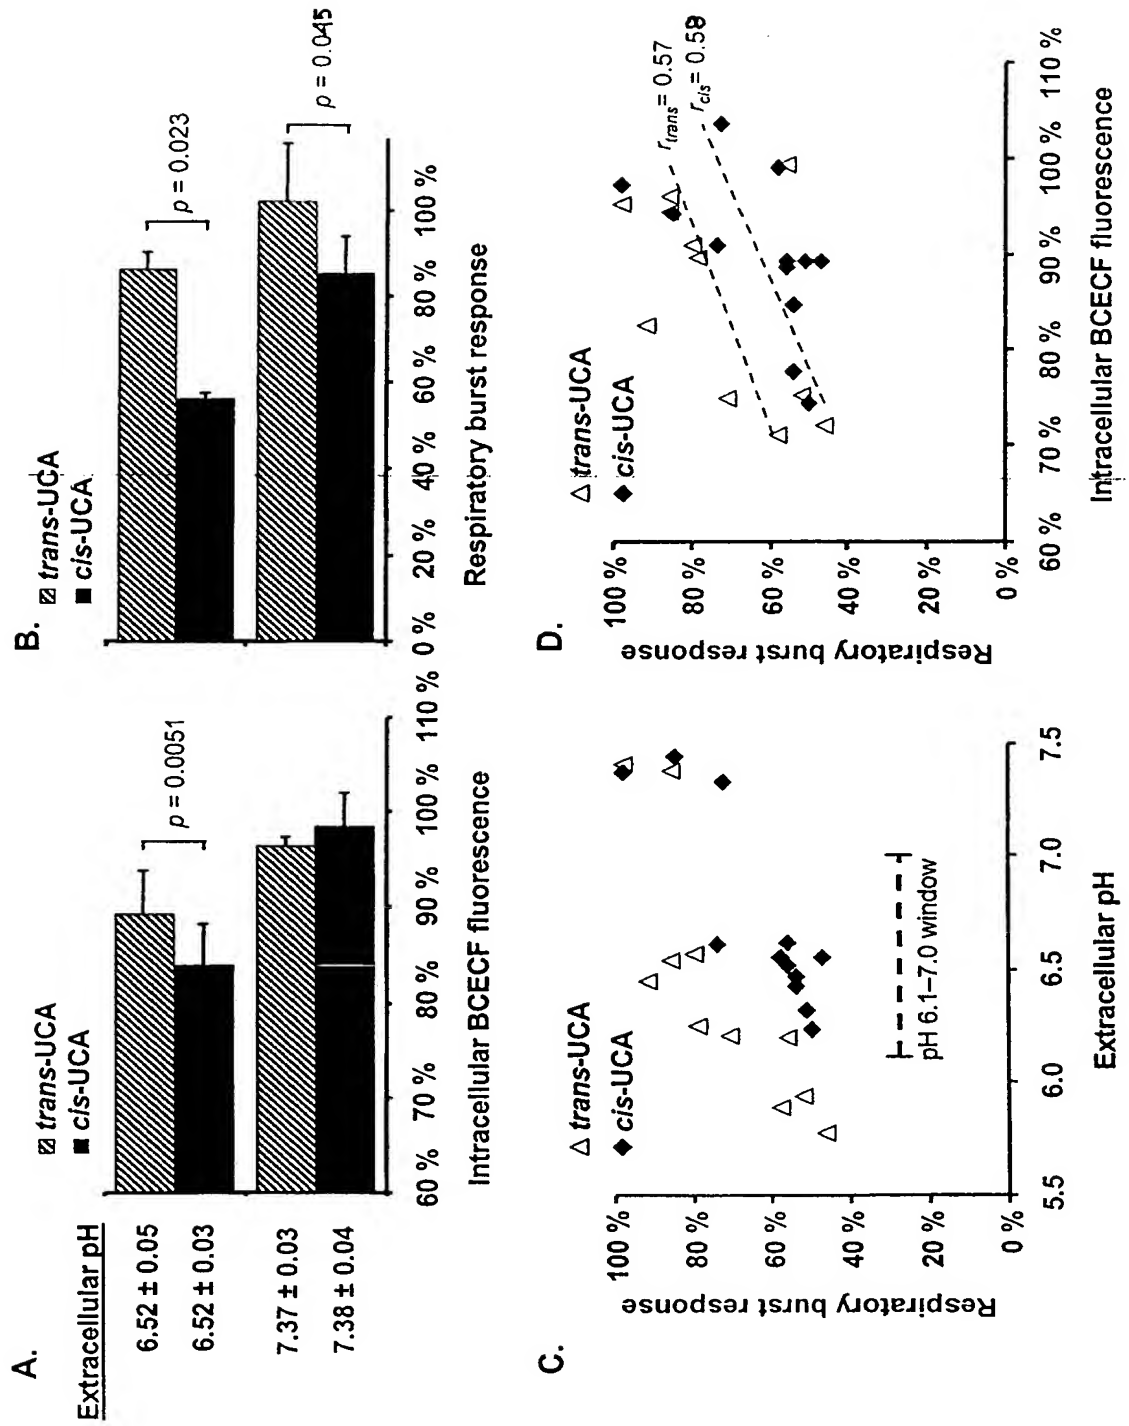 A.
Extracellular pH
6.52 ± 0.05
6.52 ± 0.03
7.37 ± 0.03
7.38 ± 0.04
trans-UCA
cis-UCA
p = 0.0051
60 % 70 % 80 % 90 % 100 % 110 %
Intracellular BCECF fluorescence
B.
trans-UCA
cis-UCA
p = 0.023
p = 0.045
0 % 20 % 40 % 60 % 80 % 100 %
Respiratory burst response
C.
trans-UCA
cis-UCA
100 %
80 %
60 %
40 %
20 %
0 %
Respiratory burst response
pH 6.1–7.0 window
5.5 6.0 6.5 7.0 7.5
Extracellular pH
D.
trans-UCA
cis-UCA
r trans = 0.57
r cis = 0.59
100 %
80 %
60 %
40 %
20 %
0 %
Respiratory burst response
60 % 70 % 80 % 90 % 100 % 110 %
Intracellular BCECF fluorescence